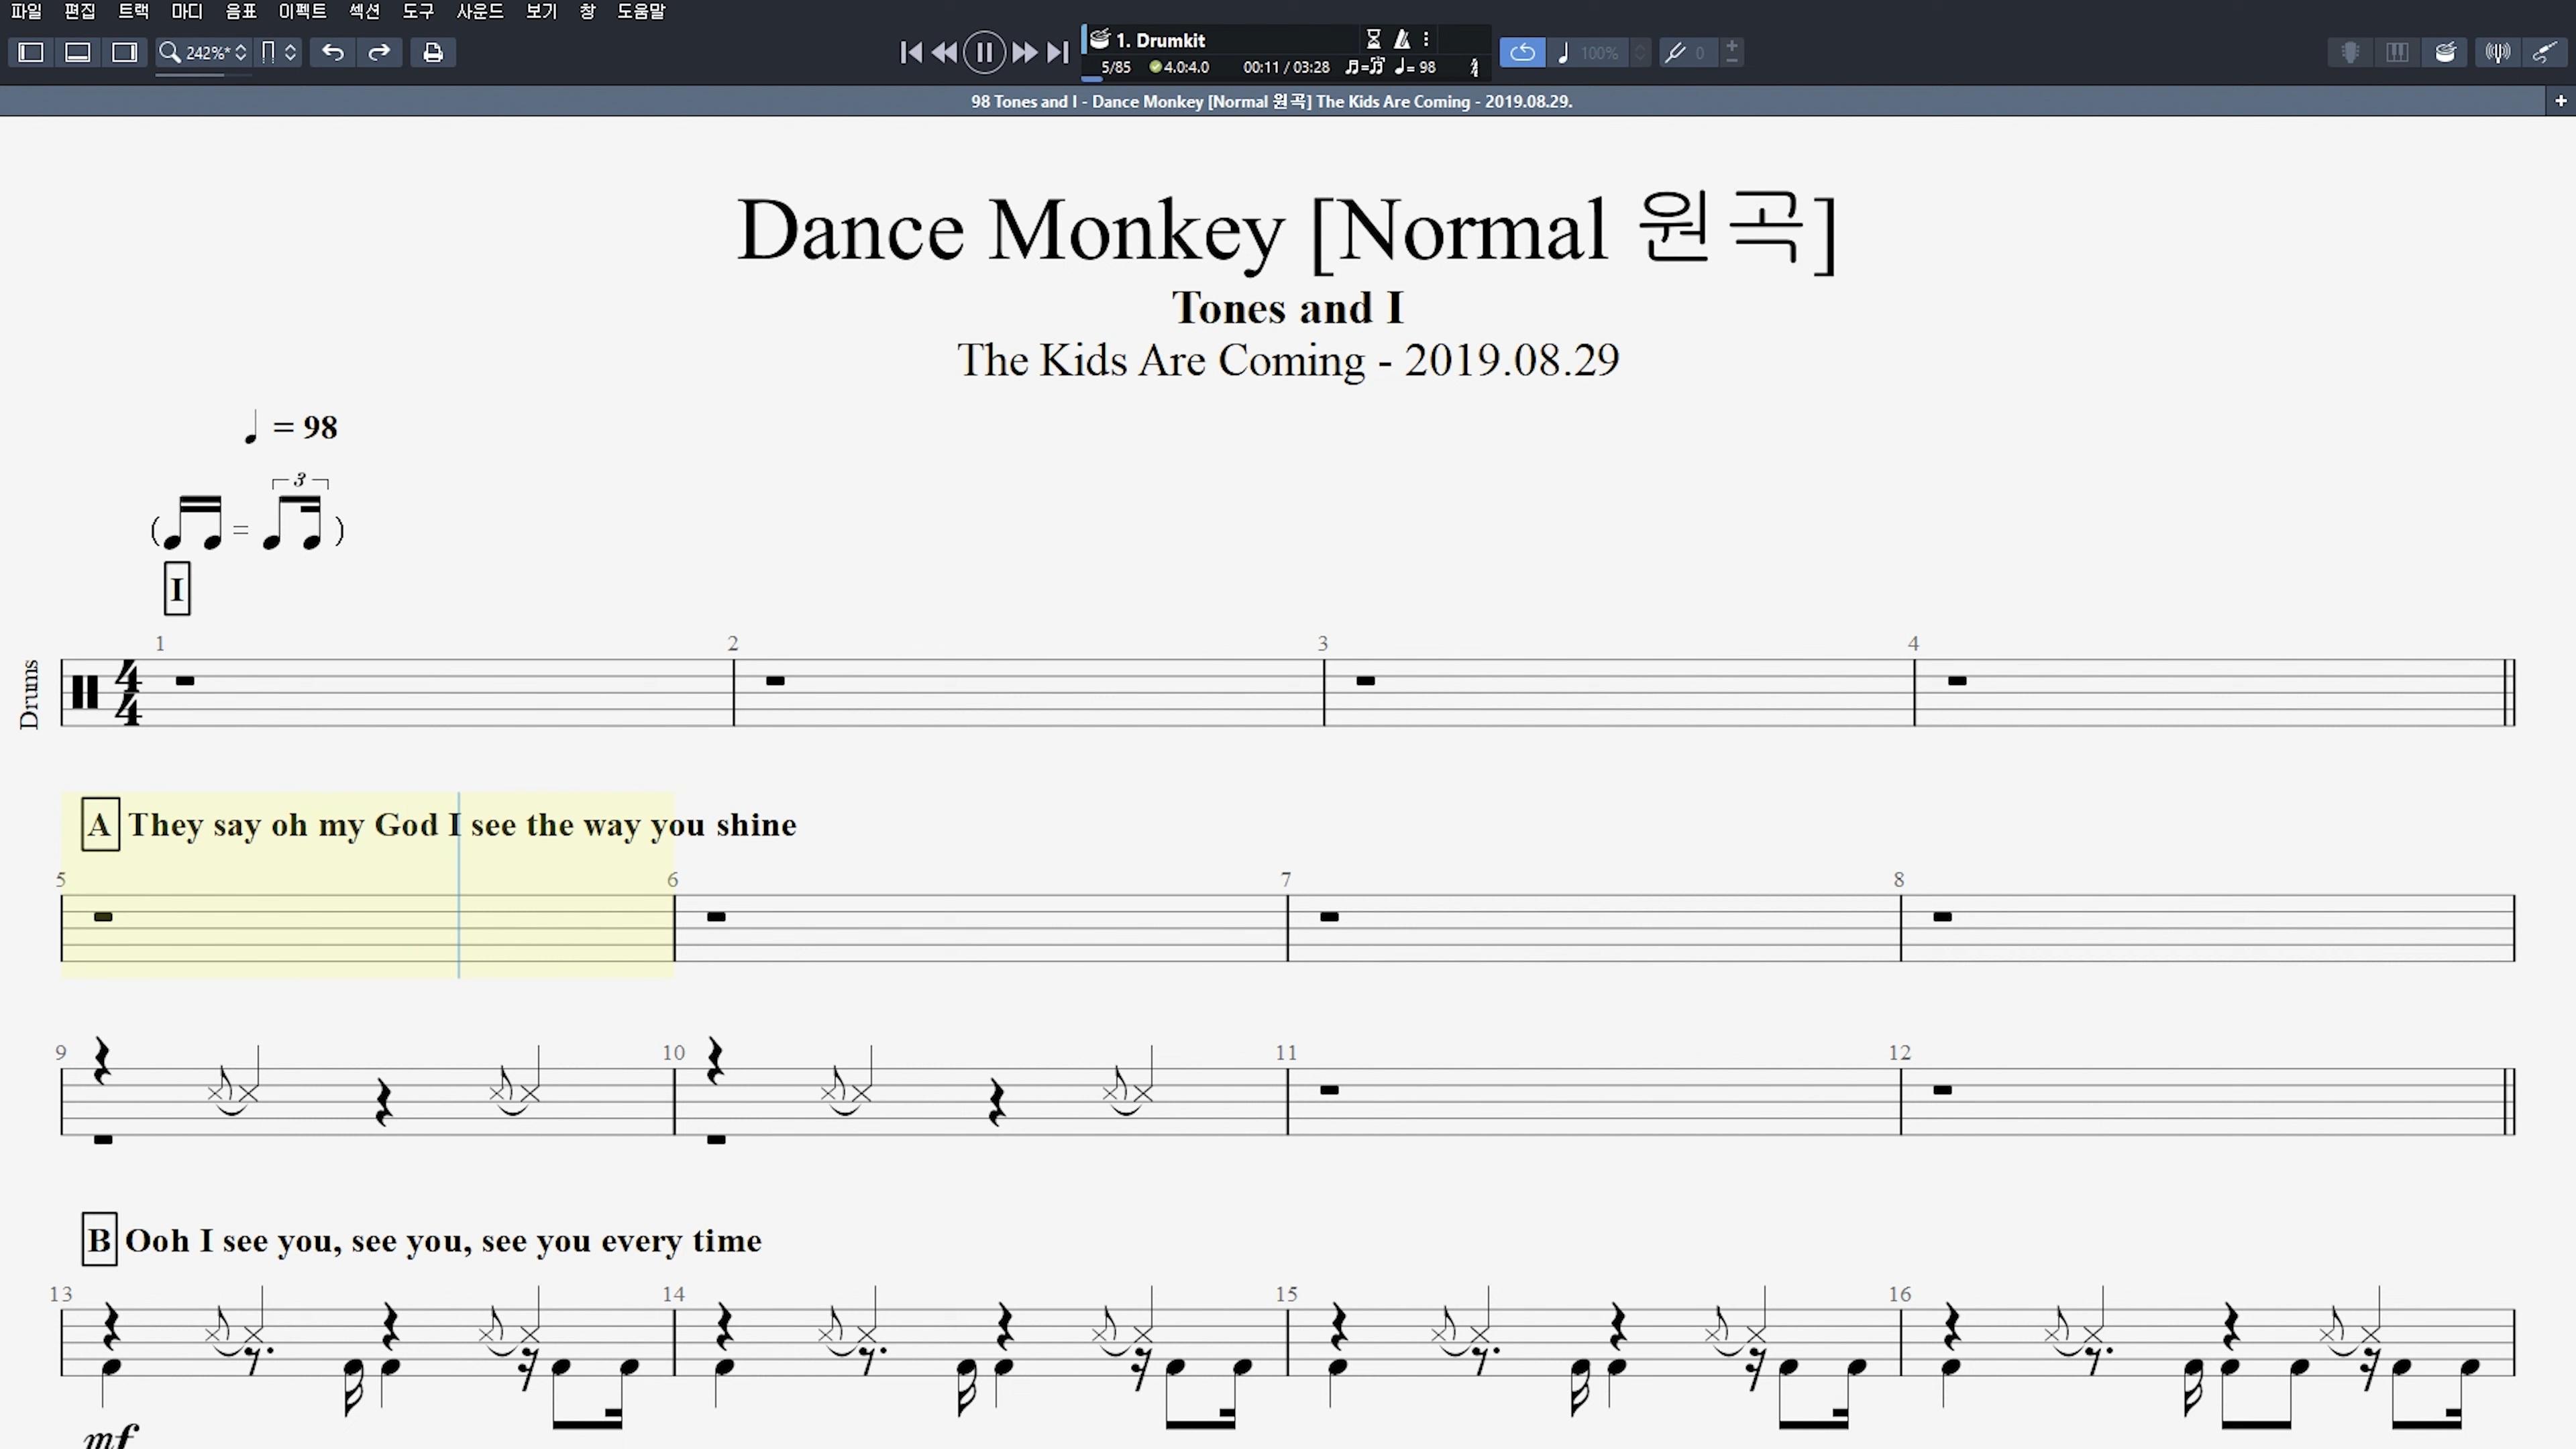 파일 편집 트랙 마디 음표 이펙트 섹션 도구 사운드 보기 창 도움말
242%* 1. Drumkit 100% 0
5/85 4.0:4.0 00:11 / 03:28 = 98
98 Tones and I - Dance Monkey [Normal 원곡] The Kids Are Coming - 2019.08.29.
Dance Monkey [Normal 원곡]
Tones and I
The Kids Are Coming - 2019.08.29
= 98
3
( = )
I
1 2 3 4
Drums
4
4
A They say oh my God I see the way you shine
5 6 7 8
9 10 11 12
B Ooh I see you, see you, see you every time
13 14 15 16
mf